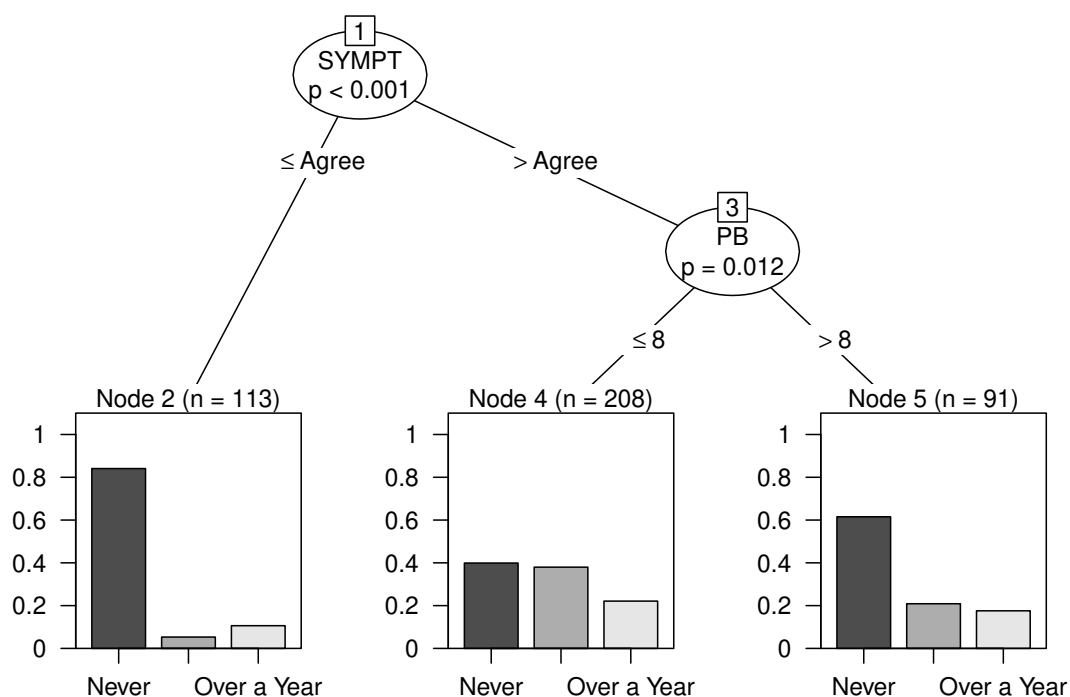 1
SYMPT
p < 0.001
≤ Agree
> Agree
3
PB
p = 0.012
≤ 8
> 8
Node 2 (n = 113)
1
0.8
0.6
0.4
0.2
0
Never
Over a Year
Node 4 (n = 208)
1
0.8
0.6
0.4
0.2
0
Never
Over a Year
Node 5 (n = 91)
1
0.8
0.6
0.4
0.2
0
Never
Over a Year